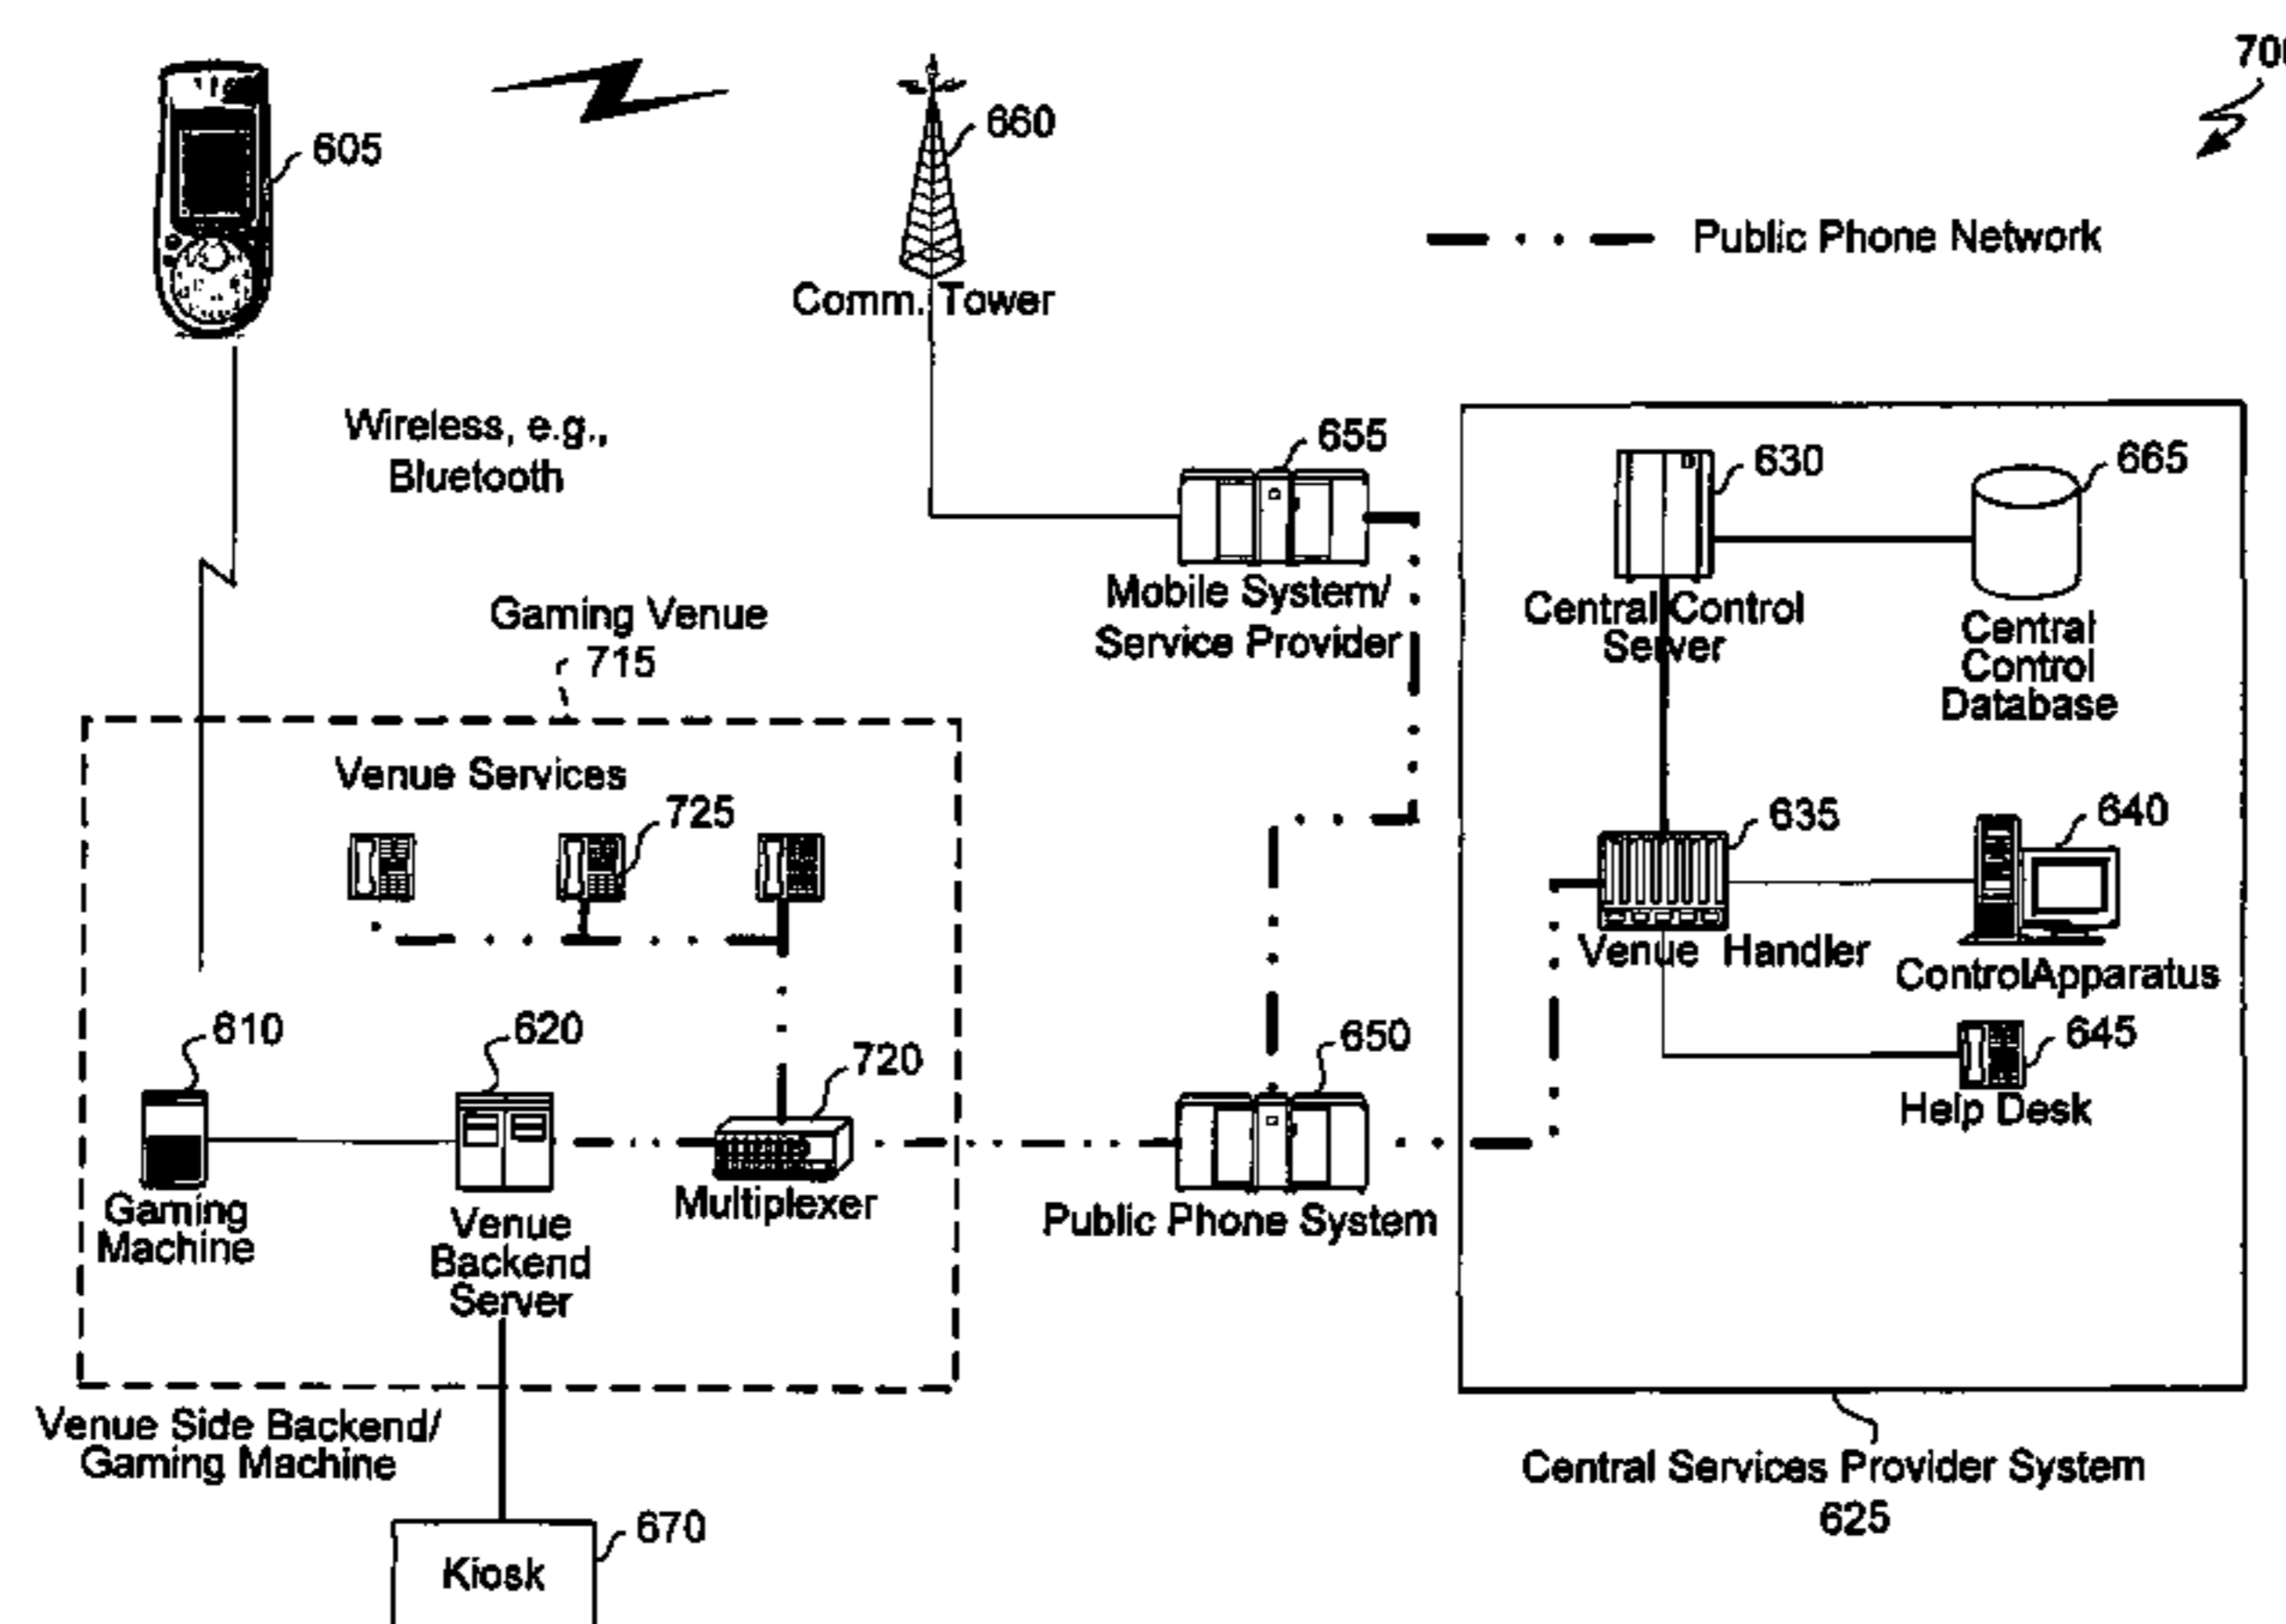 700
605
660
Public Phone Network
Comm. Tower
Wireless, e.g.,
Bluetooth
655
630
665
Mobile System/
Service Provider
Central Control
Server
Central
Control
Database
Gaming Venue
715
Venue Services
725
635
640
Venue Handler
ControlApparatus
610
620
720
650
645
Help Desk
Gaming
Machine
Venue
Backend
Server
Multiplexer
Public Phone System
Venue Side Backend/
Gaming Machine
Central Services Provider System
625
670
Kiosk